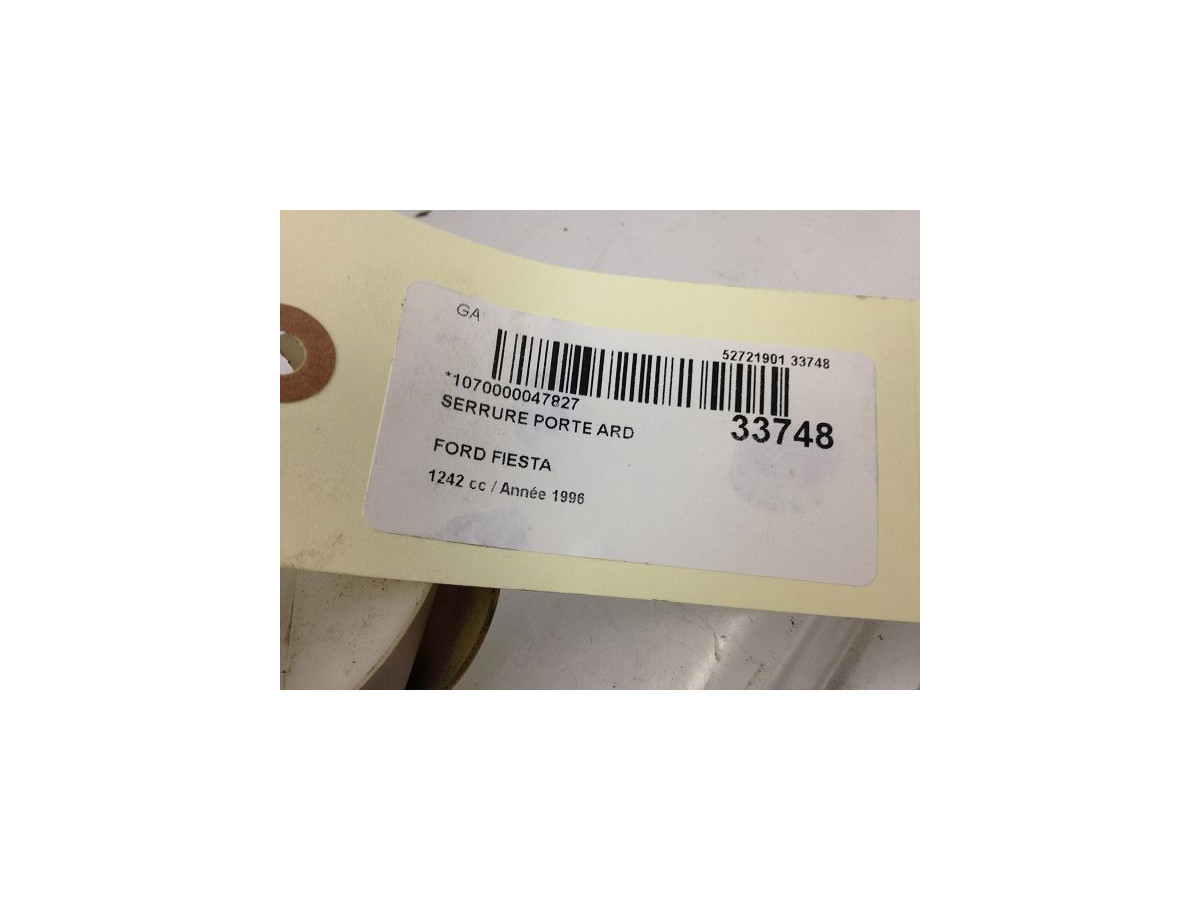 GA
52721901 33748
*1070000047827
SERRURE PORTE ARD
33748
FORD FIESTA
1242 cc / Année 1996